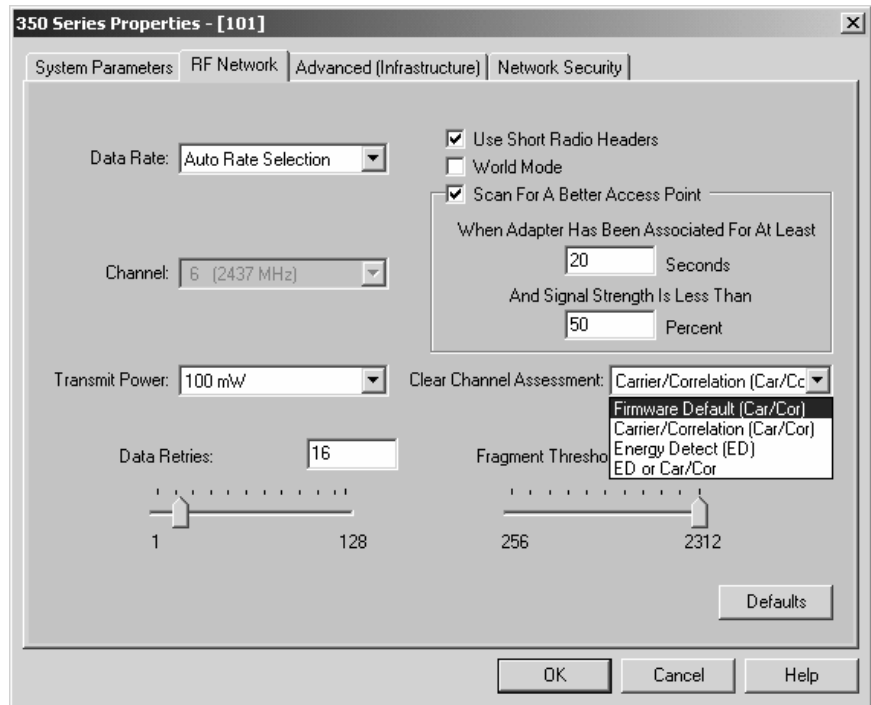 350 Series Properties - [101]
System Parameters
RF Network
Advanced (Infrastructure)
Network Security
Data Rate: Auto Rate Selection
Use Short Radio Headers
World Mode
Scan For A Better Access Point
When Adapter Has Been Associated For At Least
20 Seconds
And Signal Strength Is Less Than
50 Percent
Channel: 6 (2437 MHz)
Transmit Power: 100 mW
Clear Channel Assessment: Carrier/Correlation (Car/Cc
Firmware Default (Car/Cor)
Carrier/Correlation (Car/Cor)
Energy Detect (ED)
ED or Car/Cor
Data Retries: 16
1 128
Fragment Thresho
256 2312
Defaults
OK Cancel Help